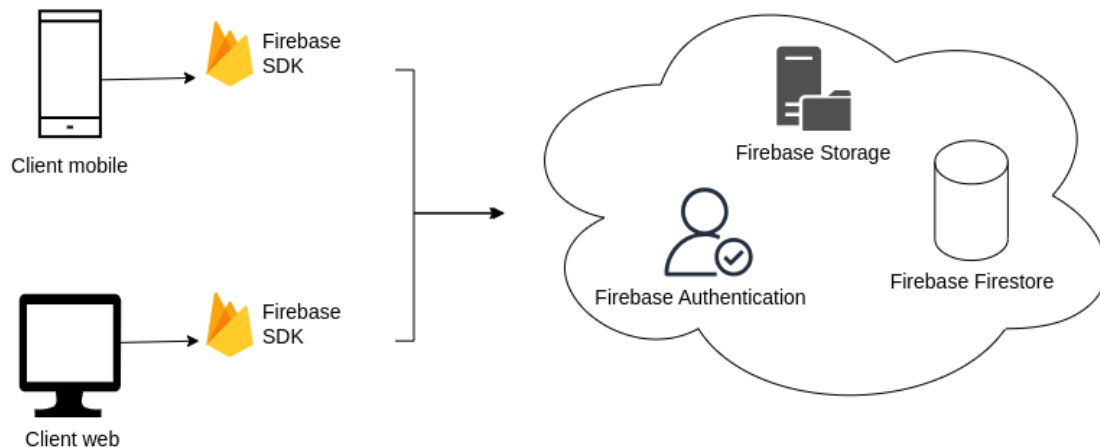 Firebase
SDK
Client mobile
Firebase Storage
Firebase Authentication
Firebase Firestore
Firebase
SDK
Client web